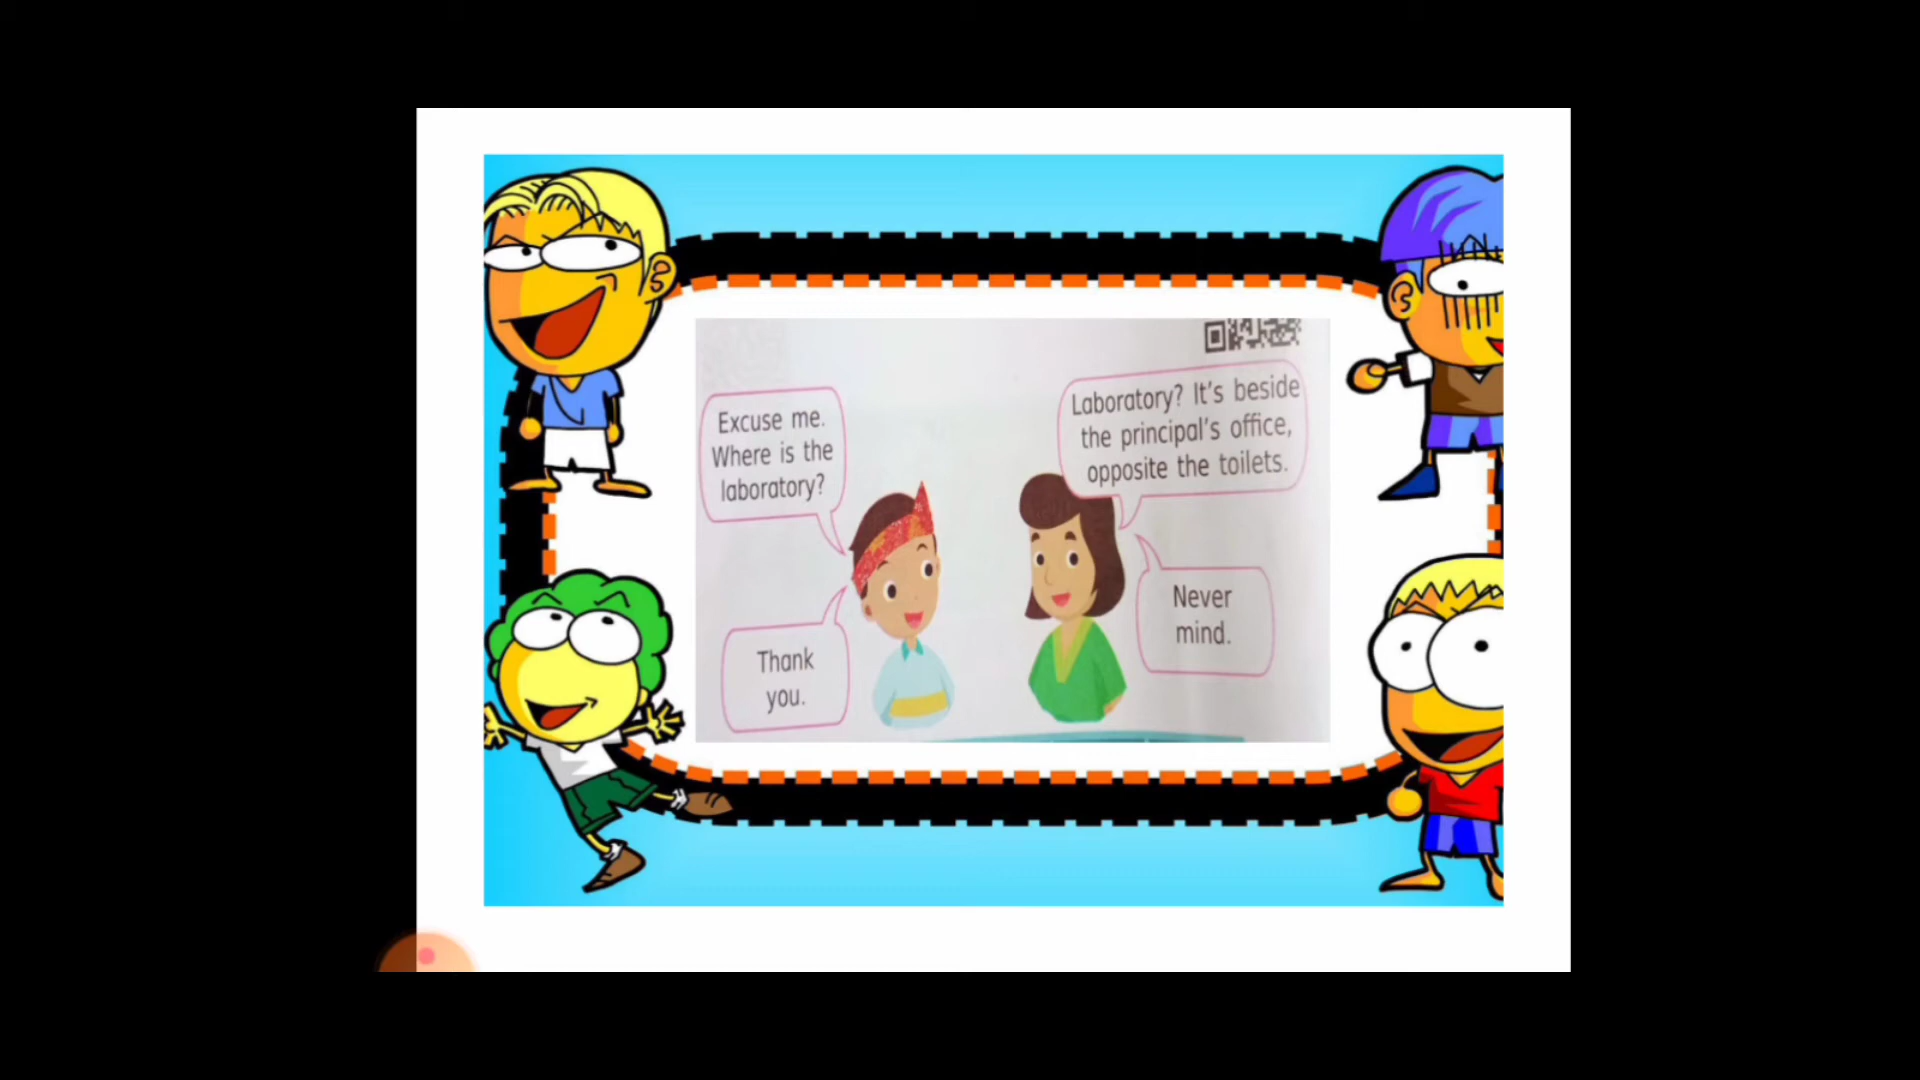 Excuse me.
Where is the
laboratory?
Laboratory? It's beside
the principal's office,
opposite the toilets.
Thank
you.
Never
mind.